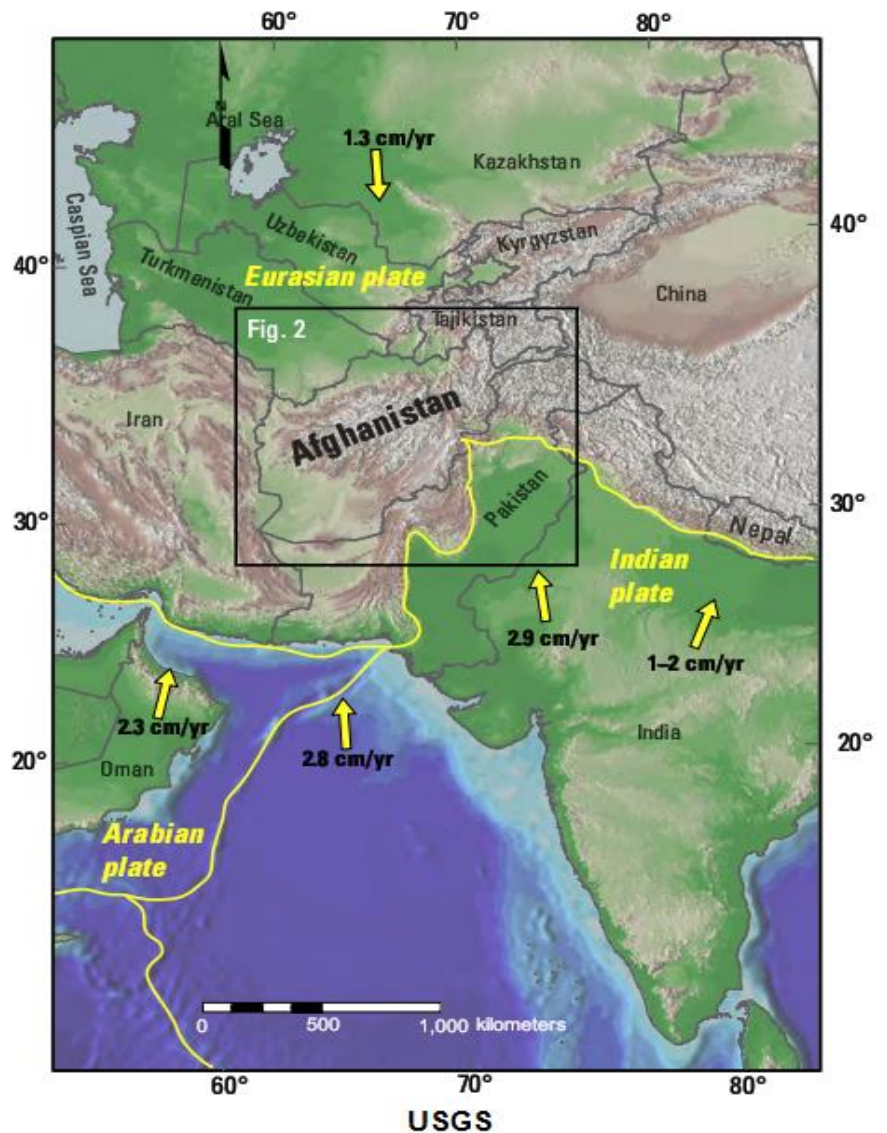 60°
70°
80°
Aral Sea
1.3 cm/yr
Kazakhstan
Caspian Sea
Uzbekistan
Kyrgyzstan
40°
40°
Turkmenistan
Eurasian plate
China
Fig. 2
Tajikistan
Iran
Afghanistan
Pakistan
30°
30°
Nepal
Indian
plate
2.9 cm/yr
1–2 cm/yr
2.3 cm/yr
2.8 cm/yr
India
20°
20°
Oman
Arabian
plate
0
500
1,000 kilometers
60°
70°
80°
USGS